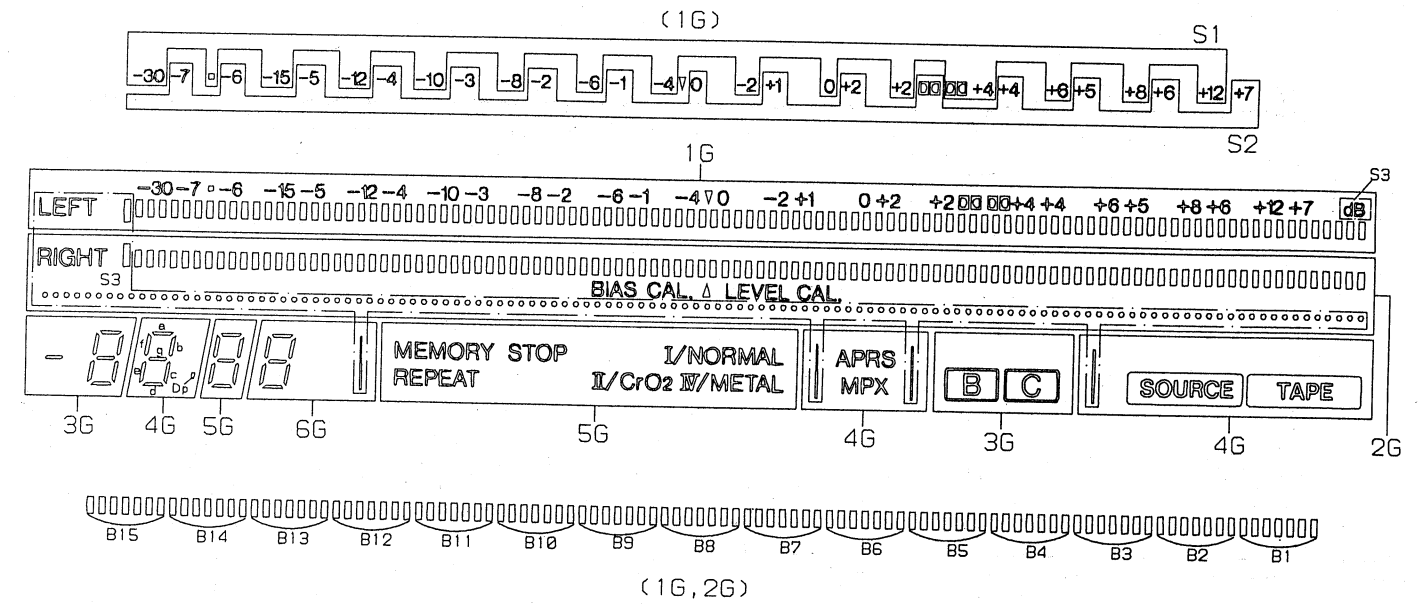 (1G)
S1
-30 -7 ▫ -6 -15 -5 -12 -4 -10 -3 -8 -2 -6 -1 -4 ▽ 0 -2 +1 0 +2 +2 DD DD +4 +4 +6 +5 +8 +6 +12 +7
S2
1G
S3
-30 -7 ▫ -6 -15 -5 -12 -4 -10 -3 -8 -2 -6 -1 -4 ▽ 0 -2 +1 0 +2 +2 DD DD +4 +4 +6 +5 +8 +6 +12 +7 dB
LEFT
RIGHT
S3
BIAS CAL. △ LEVEL CAL.
a
f g b
e c
d Dp
MEMORY STOP I/NORMAL APRS
REPEAT II/CrO2 IV/METAL MPX B C SOURCE TAPE
3G 4G 5G 6G 5G 4G 3G 4G 2G
B15 B14 B13 B12 B11 B10 B9 B8 B7 B6 B5 B4 B3 B2 B1
(1G,2G)